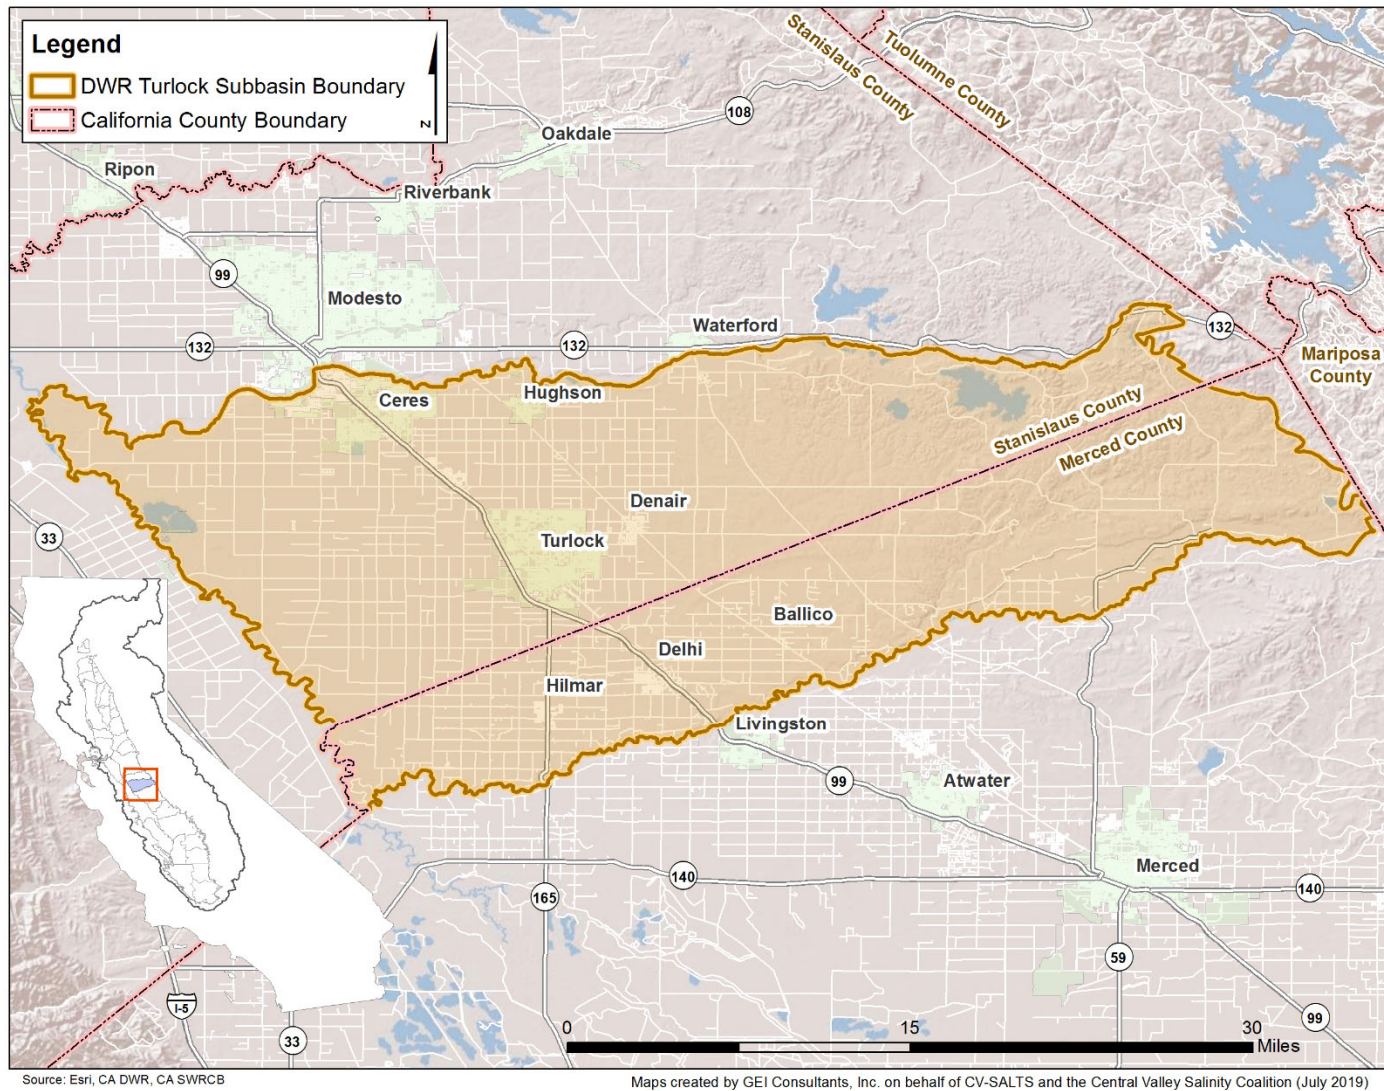 Legend
DWR Turlock Subbasin Boundary
California County Boundary
N
Stanislaus County
Tuolumne County
108
Oakdale
Ripon
Riverbank
99
Modesto
Waterford
132
132
132
Mariposa
County
Ceres
Hughson
Stanislaus County
Merced County
Denair
33
Turlock
Ballico
Delhi
Hilmar
Livingston
99
Atwater
Merced
140
140
165
59
I-5
33
99
0
15
30
Miles
Source: Esri, CA DWR, CA SWRCB
Maps created by GEI Consultants, Inc. on behalf of CV-SALTS and the Central Valley Salinity Coalition (July 2019)